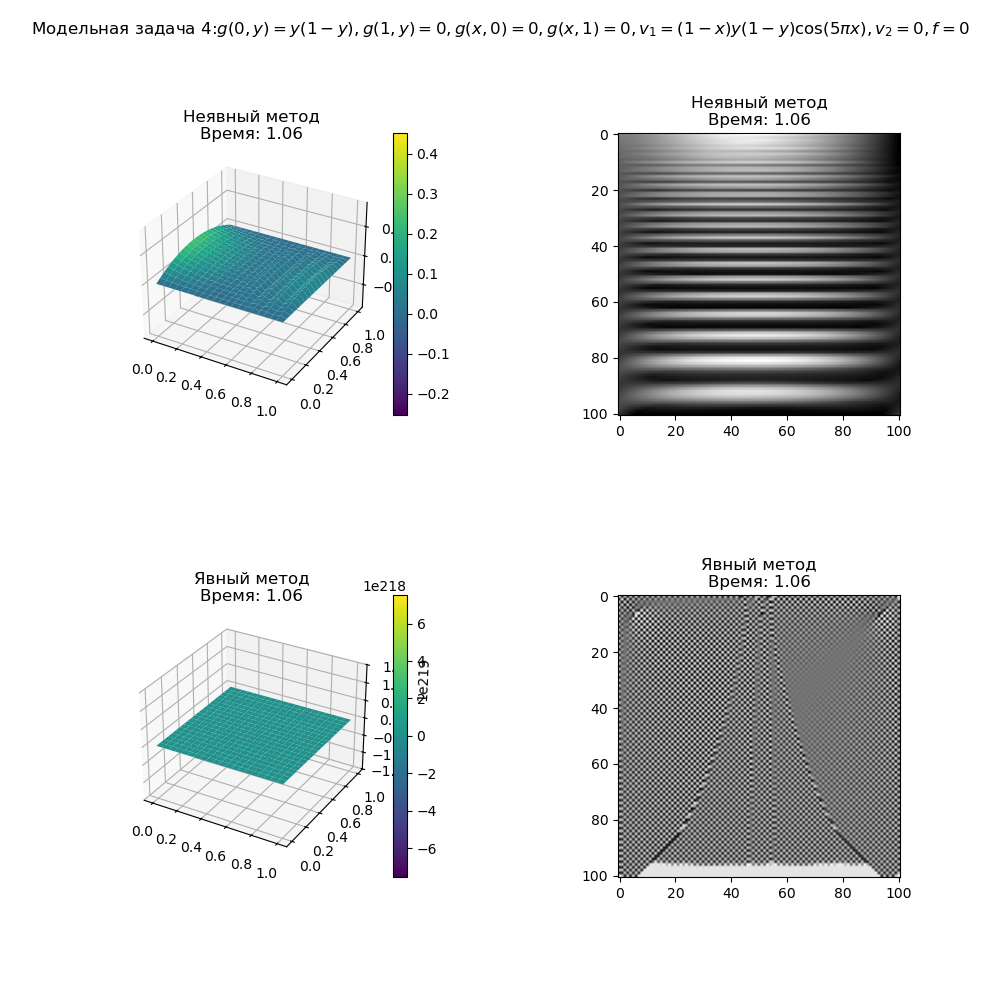 Модельная задача 4:g(0, y) = y(1 − y), g(1, y) = 0, g(x, 0) = 0, g(x, 1) = 0, v₁ = (1 − x)y(1 − y)cos(5πx), v₂ = 0, f = 0
Неявный метод
Время: 1.06
0.4
0.3
0.2
0.1
0.0
−0.1
−0.2
0.0 0.2 0.4 0.6 0.8 1.0
0.0 0.2 0.4 0.6 0.8 1.0
Неявный метод
Время: 1.06
0
20
40
60
80
100
0 20 40 60 80 100
Явный метод
Время: 1.06
1e218
6
4
2
0
−2
−4
−6
1e219
0.0 0.2 0.4 0.6 0.8 1.0
0.0 0.2 0.4 0.6 0.8 1.0
Явный метод
Время: 1.06
0
20
40
60
80
100
0 20 40 60 80 100